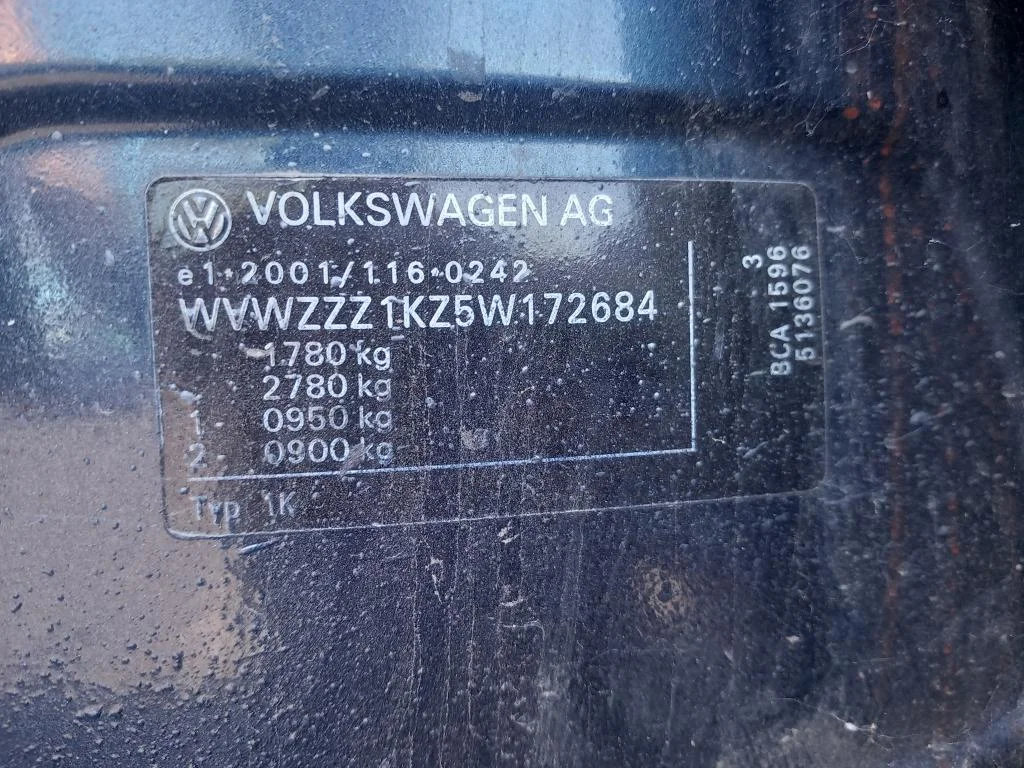 VOLKSWAGEN AG
e1*2001/116*0242
WVWZZZ1KZ5W172684
1780 kg
2780 kg
1 0950 kg
2 0900 kg
Typ 1K
3
BCA 1596
5136076